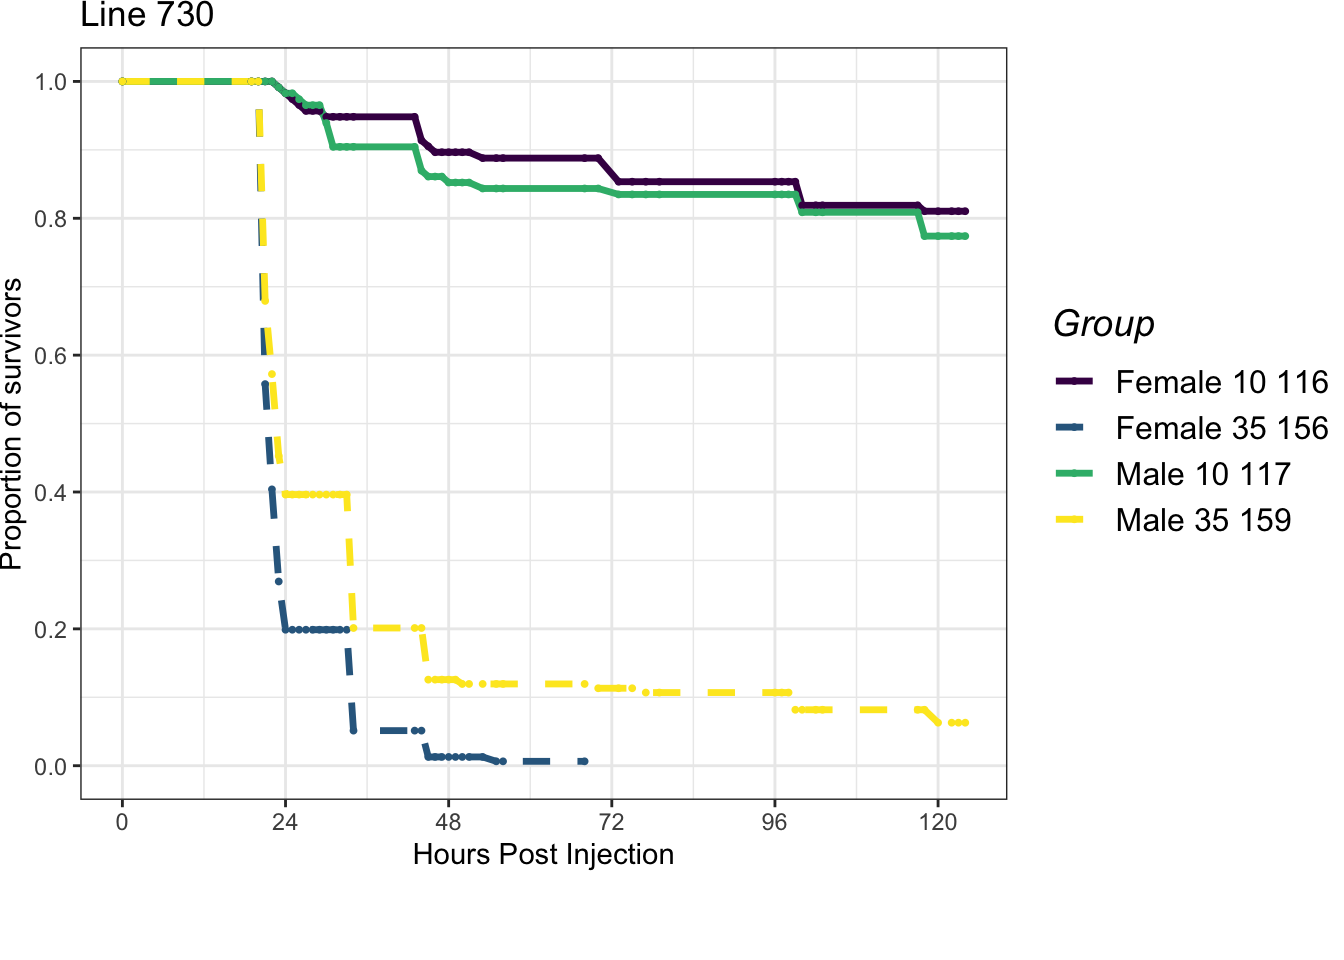 Line 730
1.0
0.8
0.6
0.4
0.2
0.0
Proportion of survivors
0 24 48 72 96 120
Hours Post Injection
Group
Female 10 116
Female 35 156
Male 10 117
Male 35 159